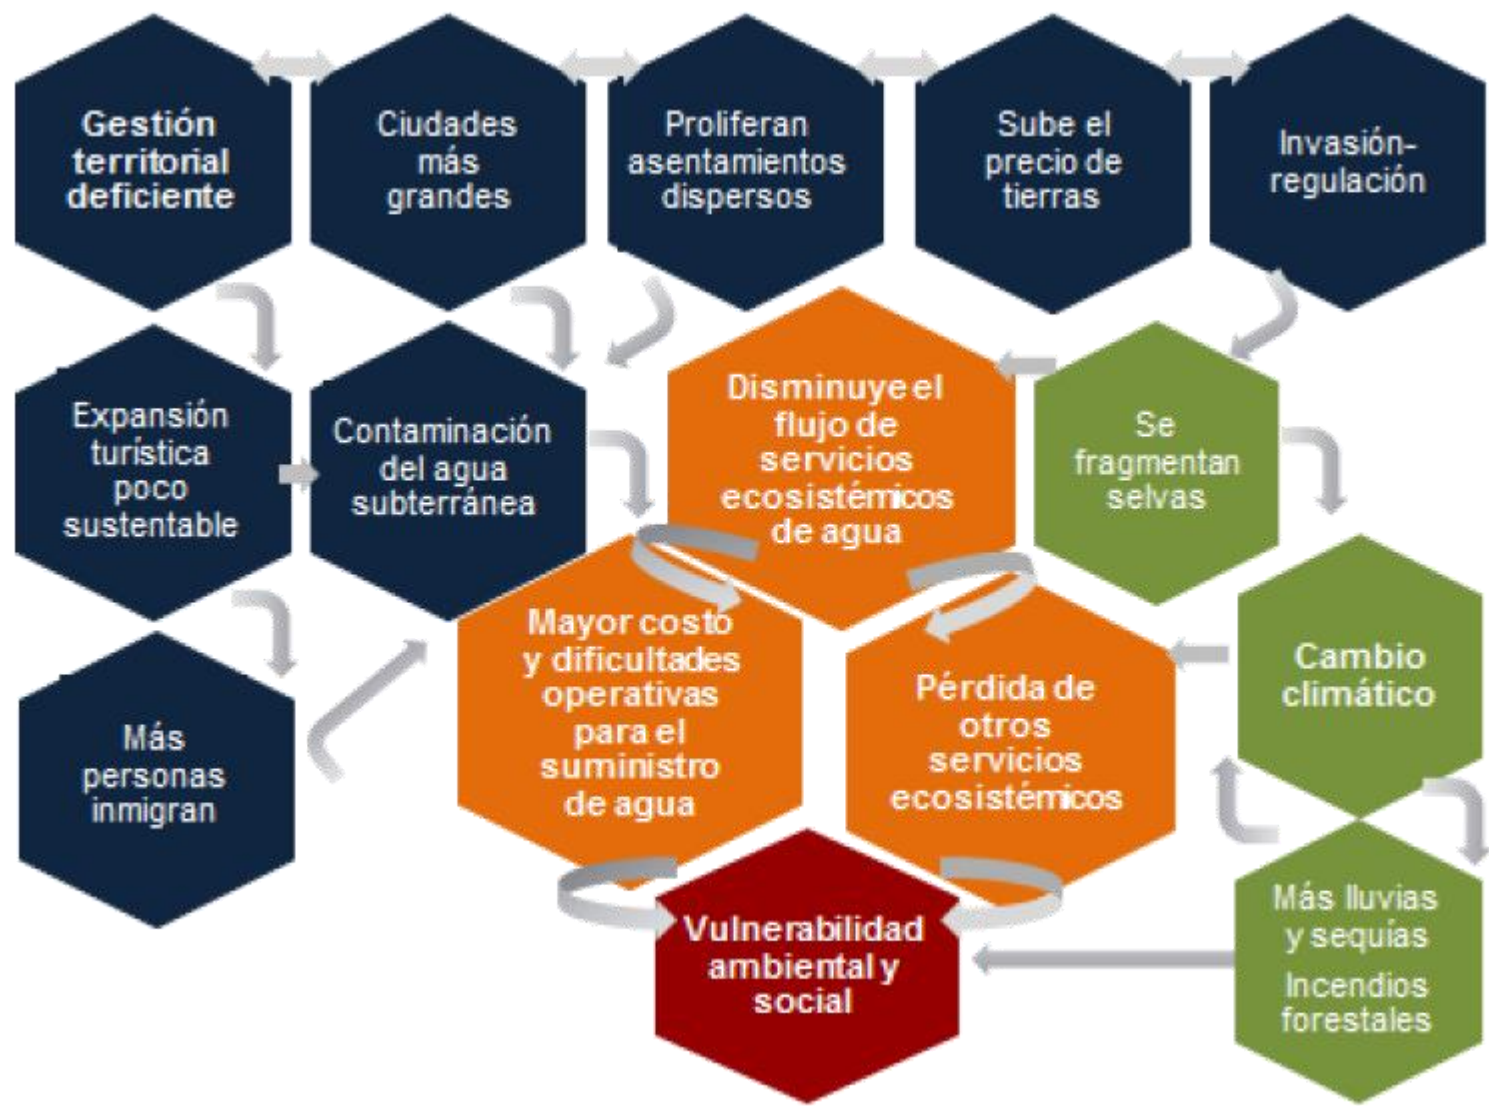 Gestión
territorial
deficiente
Ciudades
más
grandes
Proliferan
asentamientos
dispersos
Sube el
precio de
tierras
Invasión-
regulación
Expansión
turística
poco
sustentable
Contaminación
del agua
subterránea
Disminuye el
flujo de
servicios
ecosistémicos
de agua
Se
fragmentan
selvas
Más
personas
inmigran
Mayor costo
y dificultades
operativas
para el
suministro
de agua
Pérdida de
otros
servicios
ecosistémicos
Cambio
climático
Vulnerabilidad
ambiental y
social
Más lluvias
y sequías
Incendios
forestales